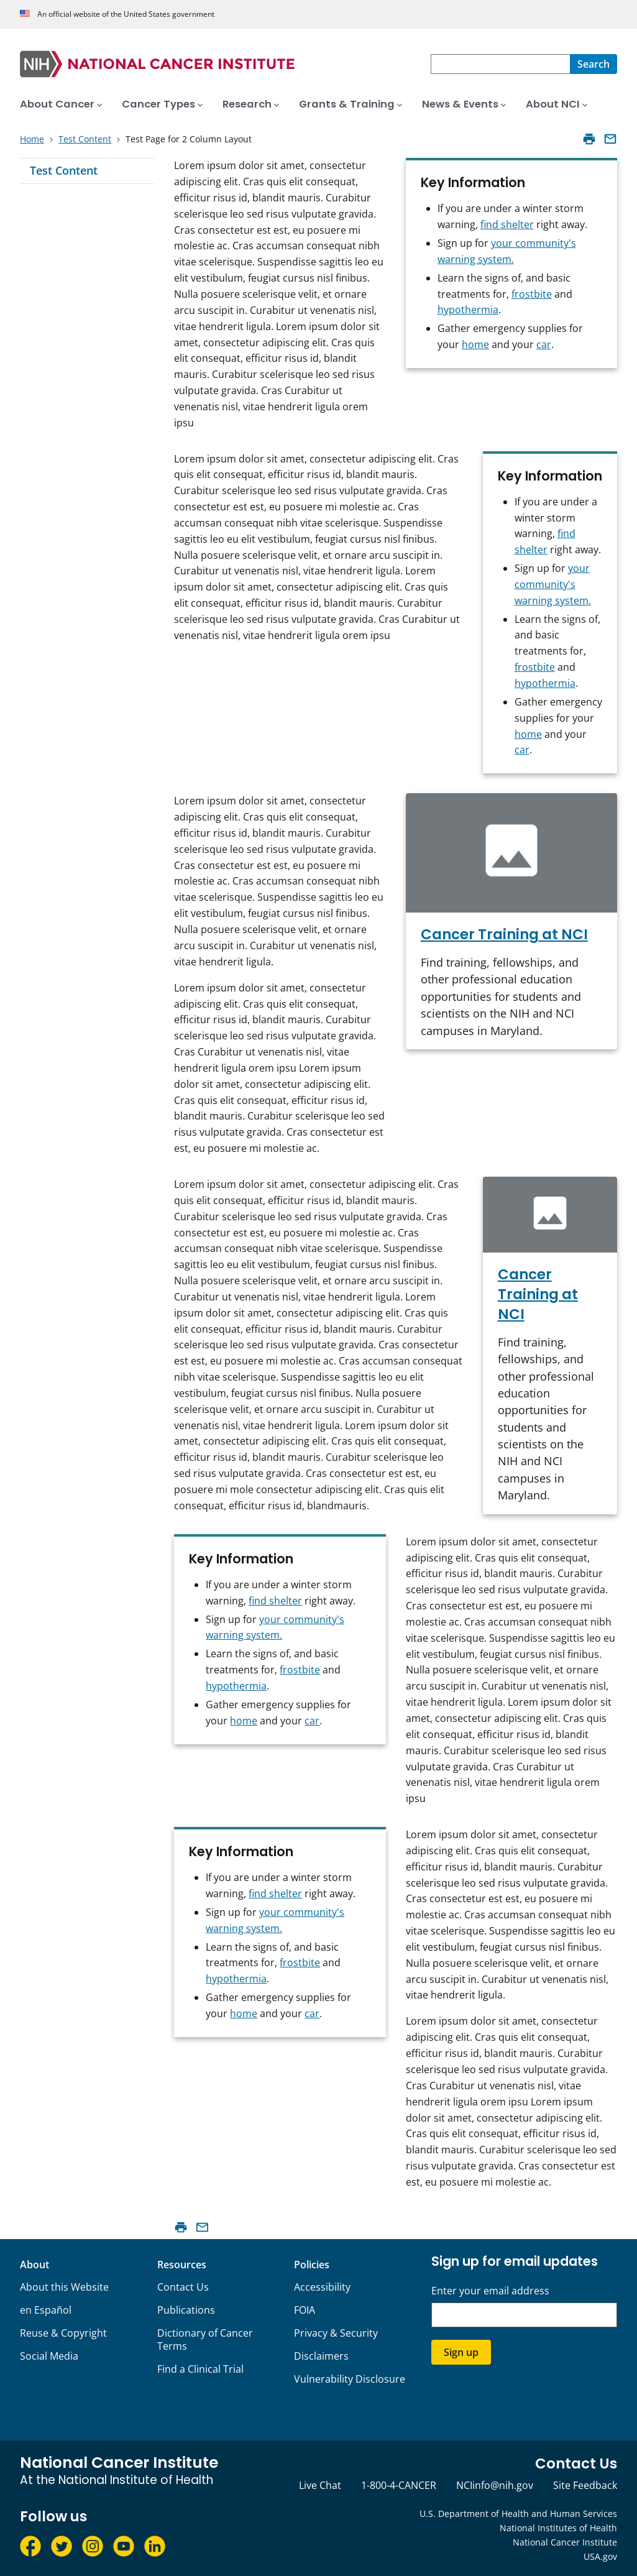 An official website of the United States government
NIH NATIONAL CANCER INSTITUTE
Search
About Cancer Cancer Types Research Grants & Training News & Events About NCI
Home Test Content Test Page for 2 Column Layout
Test Content
Lorem ipsum dolor sit amet, consectetur
adipiscing elit. Cras quis elit consequat,
efficitur risus id, blandit mauris. Curabitur
scelerisque leo sed risus vulputate gravida.
Cras consectetur est est, eu posuere mi
molestie ac. Cras accumsan consequat nibh
vitae scelerisque. Suspendisse sagittis leo eu
elit vestibulum, feugiat cursus nisl finibus.
Nulla posuere scelerisque velit, et ornare
arcu suscipit in. Curabitur ut venenatis nisl,
vitae hendrerit ligula. Lorem ipsum dolor sit
amet, consectetur adipiscing elit. Cras quis
elit consequat, efficitur risus id, blandit
mauris. Curabitur scelerisque leo sed risus
vulputate gravida. Cras Curabitur ut
venenatis nisl, vitae hendrerit ligula orem
ipsu
Key Information
If you are under a winter storm
warning, find shelter right away.
Sign up for your community's
warning system.
Learn the signs of, and basic
treatments for, frostbite and
hypothermia.
Gather emergency supplies for
your home and your car.
Lorem ipsum dolor sit amet, consectetur adipiscing elit. Cras
quis elit consequat, efficitur risus id, blandit mauris.
Curabitur scelerisque leo sed risus vulputate gravida. Cras
consectetur est est, eu posuere mi molestie ac. Cras
accumsan consequat nibh vitae scelerisque. Suspendisse
sagittis leo eu elit vestibulum, feugiat cursus nisl finibus.
Nulla posuere scelerisque velit, et ornare arcu suscipit in.
Curabitur ut venenatis nisl, vitae hendrerit ligula. Lorem
ipsum dolor sit amet, consectetur adipiscing elit. Cras quis
elit consequat, efficitur risus id, blandit mauris. Curabitur
scelerisque leo sed risus vulputate gravida. Cras Curabitur ut
venenatis nisl, vitae hendrerit ligula orem ipsu
Key Information
If you are under a
winter storm
warning, find
shelter right away.
Sign up for your
community's
warning system.
Learn the signs of,
and basic
treatments for,
frostbite and
hypothermia.
Gather emergency
supplies for your
home and your
car.
Lorem ipsum dolor sit amet, consectetur
adipiscing elit. Cras quis elit consequat,
efficitur risus id, blandit mauris. Curabitur
scelerisque leo sed risus vulputate gravida.
Cras consectetur est est, eu posuere mi
molestie ac. Cras accumsan consequat nibh
vitae scelerisque. Suspendisse sagittis leo eu
elit vestibulum, feugiat cursus nisl finibus.
Nulla posuere scelerisque velit, et ornare
arcu suscipit in. Curabitur ut venenatis nisl,
vitae hendrerit ligula.
Lorem ipsum dolor sit amet, consectetur
adipiscing elit. Cras quis elit consequat,
efficitur risus id, blandit mauris. Curabitur
scelerisque leo sed risus vulputate gravida.
Cras Curabitur ut venenatis nisl, vitae
hendrerit ligula orem ipsu Lorem ipsum
dolor sit amet, consectetur adipiscing elit.
Cras quis elit consequat, efficitur risus id,
blandit mauris. Curabitur scelerisque leo sed
risus vulputate gravida. Cras consectetur est
est, eu posuere mi molestie ac.
Cancer Training at NCI
Find training, fellowships, and
other professional education
opportunities for students and
scientists on the NIH and NCI
campuses in Maryland.
Lorem ipsum dolor sit amet, consectetur adipiscing elit. Cras
quis elit consequat, efficitur risus id, blandit mauris.
Curabitur scelerisque leo sed risus vulputate gravida. Cras
consectetur est est, eu posuere mi molestie ac. Cras
accumsan consequat nibh vitae scelerisque. Suspendisse
sagittis leo eu elit vestibulum, feugiat cursus nisl finibus.
Nulla posuere scelerisque velit, et ornare arcu suscipit in.
Curabitur ut venenatis nisl, vitae hendrerit ligula. Lorem
ipsum dolor sit amet, consectetur adipiscing elit. Cras quis
elit consequat, efficitur risus id, blandit mauris. Curabitur
scelerisque leo sed risus vulputate gravida. Cras consectetur
est est, eu posuere mi molestie ac. Cras accumsan consequat
nibh vitae scelerisque. Suspendisse sagittis leo eu elit
vestibulum, feugiat cursus nisl finibus. Nulla posuere
scelerisque velit, et ornare arcu suscipit in. Curabitur ut
venenatis nisl, vitae hendrerit ligula. Lorem ipsum dolor sit
amet, consectetur adipiscing elit. Cras quis elit consequat,
efficitur risus id, blandit mauris. Curabitur scelerisque leo
sed risus vulputate gravida. Cras consectetur est est, eu
posuere mi mole consectetur adipiscing elit. Cras quis elit
consequat, efficitur risus id, blandmauris.
Cancer
Training at
NCI
Find training,
fellowships, and
other professional
education
opportunities for
students and
scientists on the
NIH and NCI
campuses in
Maryland.
Key Information
If you are under a winter storm
warning, find shelter right away.
Sign up for your community's
warning system.
Learn the signs of, and basic
treatments for, frostbite and
hypothermia.
Gather emergency supplies for
your home and your car.
Lorem ipsum dolor sit amet, consectetur
adipiscing elit. Cras quis elit consequat,
efficitur risus id, blandit mauris. Curabitur
scelerisque leo sed risus vulputate gravida.
Cras consectetur est est, eu posuere mi
molestie ac. Cras accumsan consequat nibh
vitae scelerisque. Suspendisse sagittis leo eu
elit vestibulum, feugiat cursus nisl finibus.
Nulla posuere scelerisque velit, et ornare
arcu suscipit in. Curabitur ut venenatis nisl,
vitae hendrerit ligula. Lorem ipsum dolor sit
amet, consectetur adipiscing elit. Cras quis
elit consequat, efficitur risus id, blandit
mauris. Curabitur scelerisque leo sed risus
vulputate gravida. Cras Curabitur ut
venenatis nisl, vitae hendrerit ligula orem
ipsu
Key Information
If you are under a winter storm
warning, find shelter right away.
Sign up for your community's
warning system.
Learn the signs of, and basic
treatments for, frostbite and
hypothermia.
Gather emergency supplies for
your home and your car.
Lorem ipsum dolor sit amet, consectetur
adipiscing elit. Cras quis elit consequat,
efficitur risus id, blandit mauris. Curabitur
scelerisque leo sed risus vulputate gravida.
Cras consectetur est est, eu posuere mi
molestie ac. Cras accumsan consequat nibh
vitae scelerisque. Suspendisse sagittis leo eu
elit vestibulum, feugiat cursus nisl finibus.
Nulla posuere scelerisque velit, et ornare
arcu suscipit in. Curabitur ut venenatis nisl,
vitae hendrerit ligula.
Lorem ipsum dolor sit amet, consectetur
adipiscing elit. Cras quis elit consequat,
efficitur risus id, blandit mauris. Curabitur
scelerisque leo sed risus vulputate gravida.
Cras Curabitur ut venenatis nisl, vitae
hendrerit ligula orem ipsu Lorem ipsum
dolor sit amet, consectetur adipiscing elit.
Cras quis elit consequat, efficitur risus id,
blandit mauris. Curabitur scelerisque leo sed
risus vulputate gravida. Cras consectetur est
est, eu posuere mi molestie ac.
About
About this Website
en Español
Reuse & Copyright
Social Media
Resources
Contact Us
Publications
Dictionary of Cancer
Terms
Find a Clinical Trial
Policies
Accessibility
FOIA
Privacy & Security
Disclaimers
Vulnerability Disclosure
Sign up for email updates
Enter your email address
Sign up
National Cancer Institute
At the National Institutes of Health
Follow us
Contact Us
Live Chat 1-800-4-CANCER NCIinfo@nih.gov Site Feedback
U.S. Department of Health and Human Services
National Institutes of Health
National Cancer Institute
USA.gov